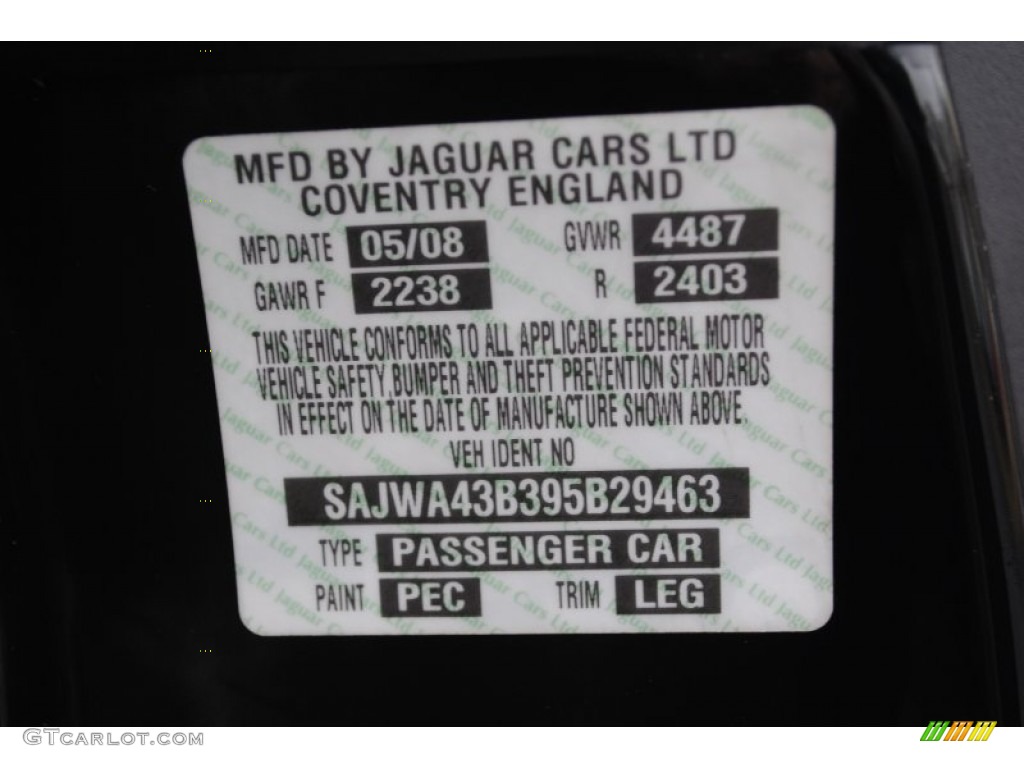 MFD BY JAGUAR CARS LTD
COVENTRY ENGLAND
MFD DATE 05/08 GVWR 4487
GAWR F 2238 R 2403
THIS VEHICLE CONFORMS TO ALL APPLICABLE FEDERAL MOTOR
VEHICLE SAFETY,BUMPER AND THEFT PREVENTION STANDARDS
IN EFFECT ON THE DATE OF MANUFACTURE SHOWN ABOVE.
VEH IDENT NO
SAJWA43B395B29463
TYPE PASSENGER CAR
PAINT PEC TRIM LEG
GTCarlot.com